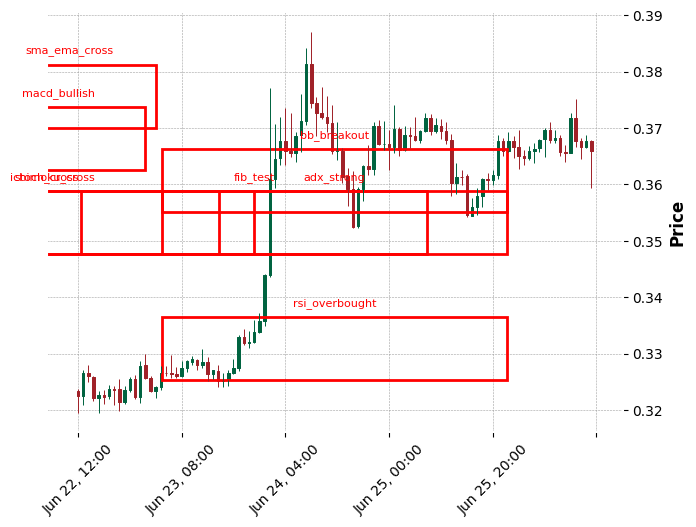 0.39
sma_ema_cross
0.38
macd_bullish
0.37
bb_breakout
fib_test
adx_strong
0.36
Price
0.35
0.34
rsi_overbought
0.33
0.32
Jun 22, 12:00
Jun 23, 08:00
Jun 24, 04:00
Jun 25, 00:00
Jun 25, 20:00